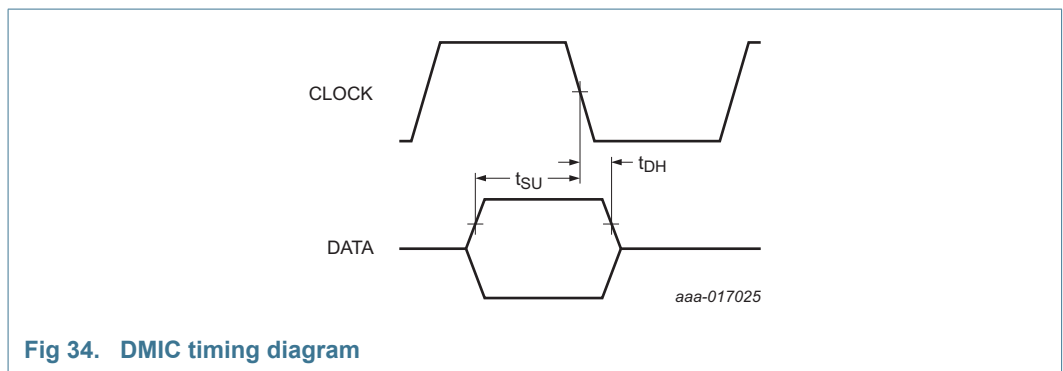 CLOCK
tDH
tSU
DATA
aaa-017025
Fig 34. DMIC timing diagram